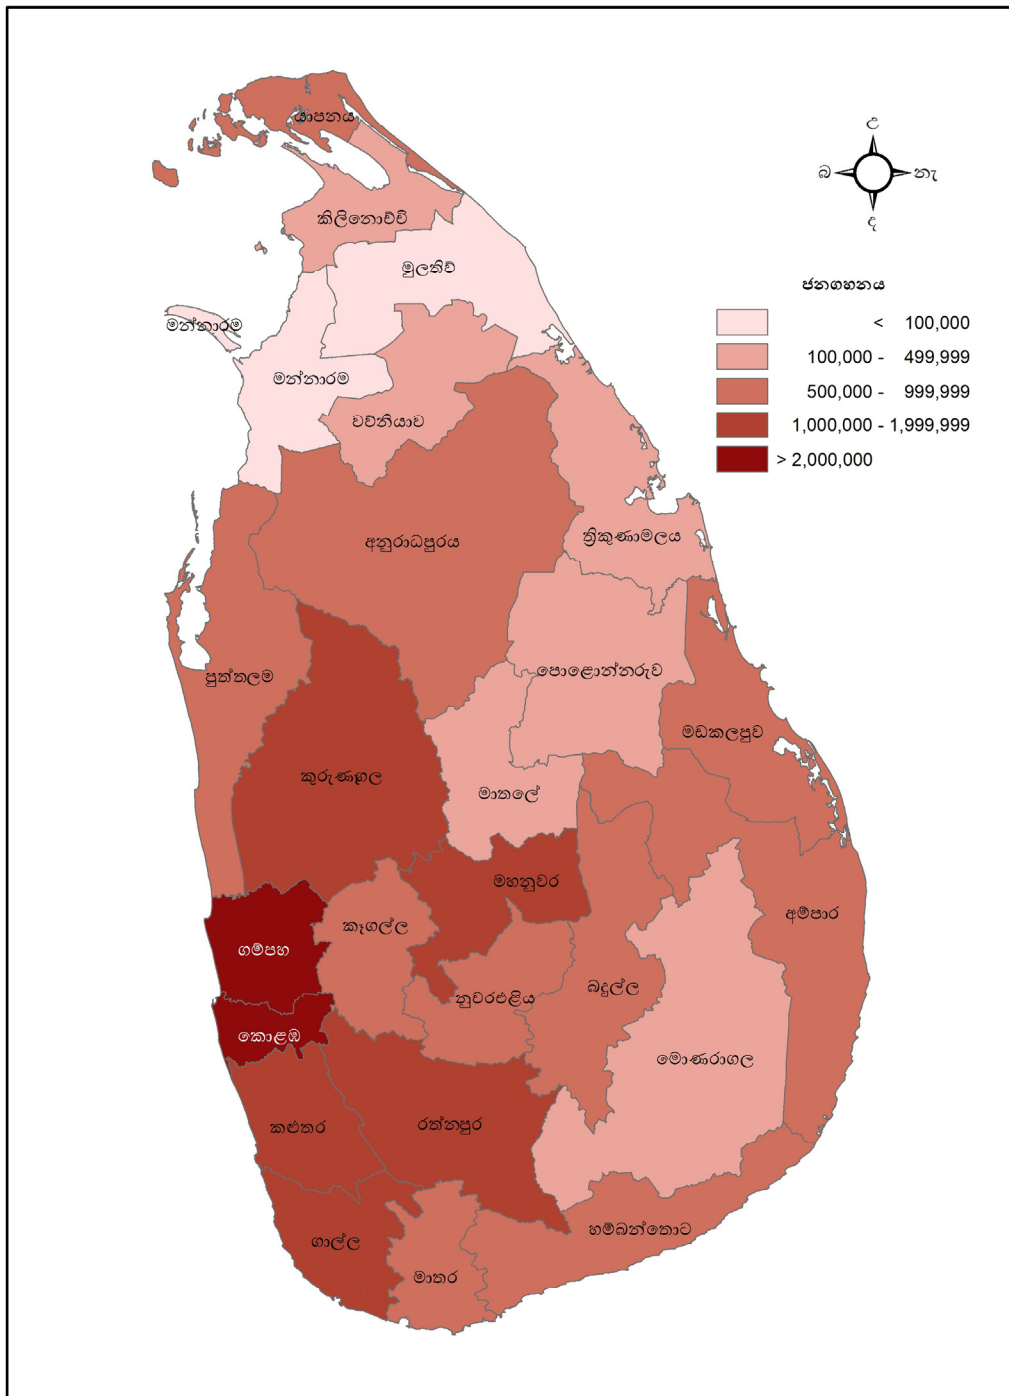 යාපනය
උ
බ
නැ
ද
කිලිනොච්චි
මුලතිව්
ජනගහනය
මන්නාරම
< 100,000
100,000 - 499,999
මන්නාරම
500,000 - 999,999
වව්නියාව
1,000,000 - 1,999,999
> 2,000,000
අනුරාධපුරය
ත්‍රිකුණාමලය
පුත්තලම
පොළොන්නරුව
මඩකලපුව
කුරුණෑගල
මාතලේ
මහනුවර
අම්පාර
කෑගල්ල
ගම්පහ
නුවරඑළිය
බදුල්ල
කොළඹ
මොණරාගල
කළුතර
රත්නපුර
ගාල්ල
හම්බන්තොට
මාතර